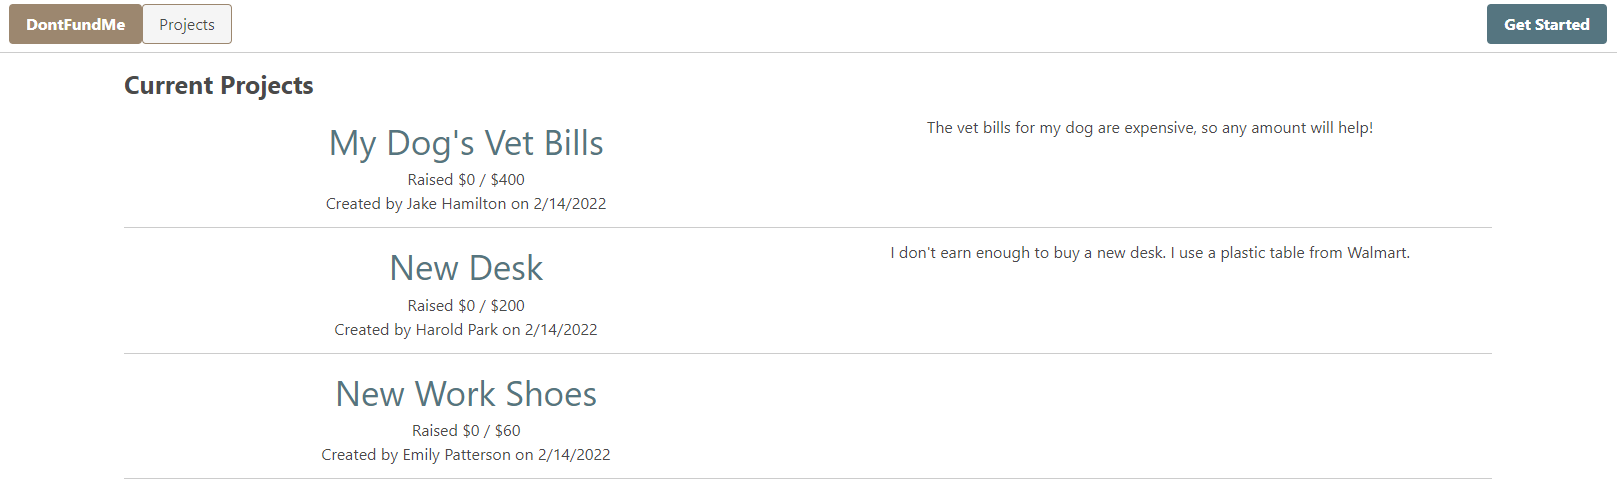 DontFundMe Projects Get Started
Current Projects
My Dog's Vet Bills
Raised $0 / $400
Created by Jake Hamilton on 2/14/2022
The vet bills for my dog are expensive, so any amount will help!
New Desk
Raised $0 / $200
Created by Harold Park on 2/14/2022
I don't earn enough to buy a new desk. I use a plastic table from Walmart.
New Work Shoes
Raised $0 / $60
Created by Emily Patterson on 2/14/2022